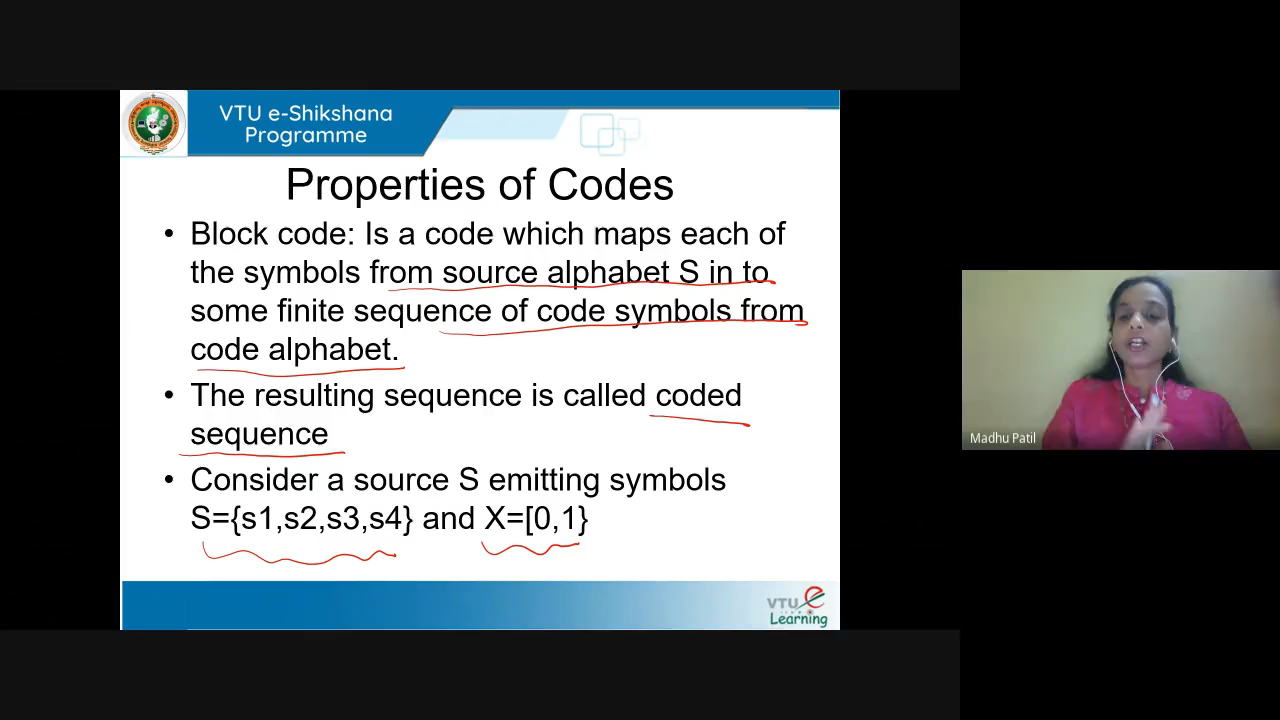 VTU e-Shikshana
Programme
Properties of Codes
• Block code: Is a code which maps each of
the symbols from source alphabet S in to
some finite sequence of code symbols from
code alphabet.
• The resulting sequence is called coded
sequence
• Consider a source S emitting symbols
S={s1,s2,s3,s4} and X=[0,1}
Madhu Patil
VTU e
Learning